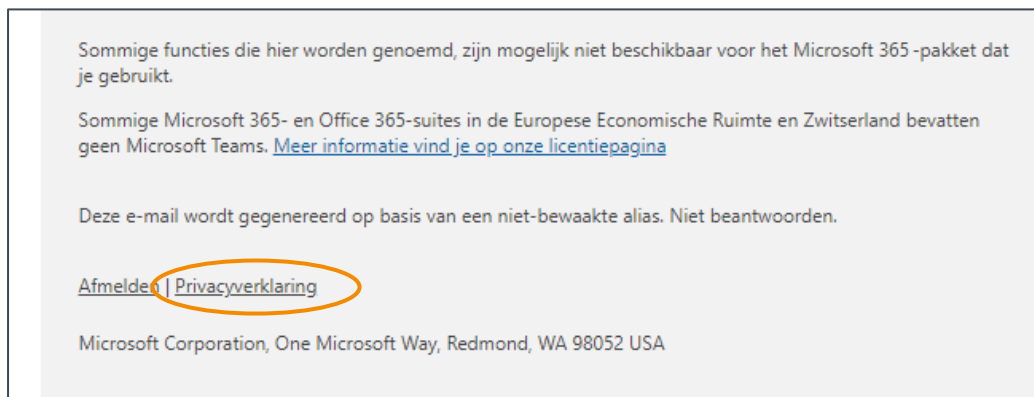 Sommige functies die hier worden genoemd, zijn mogelijk niet beschikbaar voor het Microsoft 365-pakket dat
je gebruikt.
Sommige Microsoft 365- en Office 365-suites in de Europese Economische Ruimte en Zwitserland bevatten
geen Microsoft Teams. Meer informatie vind je op onze licentiepagina
Deze e-mail wordt gegenereerd op basis van een niet-bewaakte alias. Niet beantwoorden.
Afmelden | Privacyverklaring
Microsoft Corporation, One Microsoft Way, Redmond, WA 98052 USA